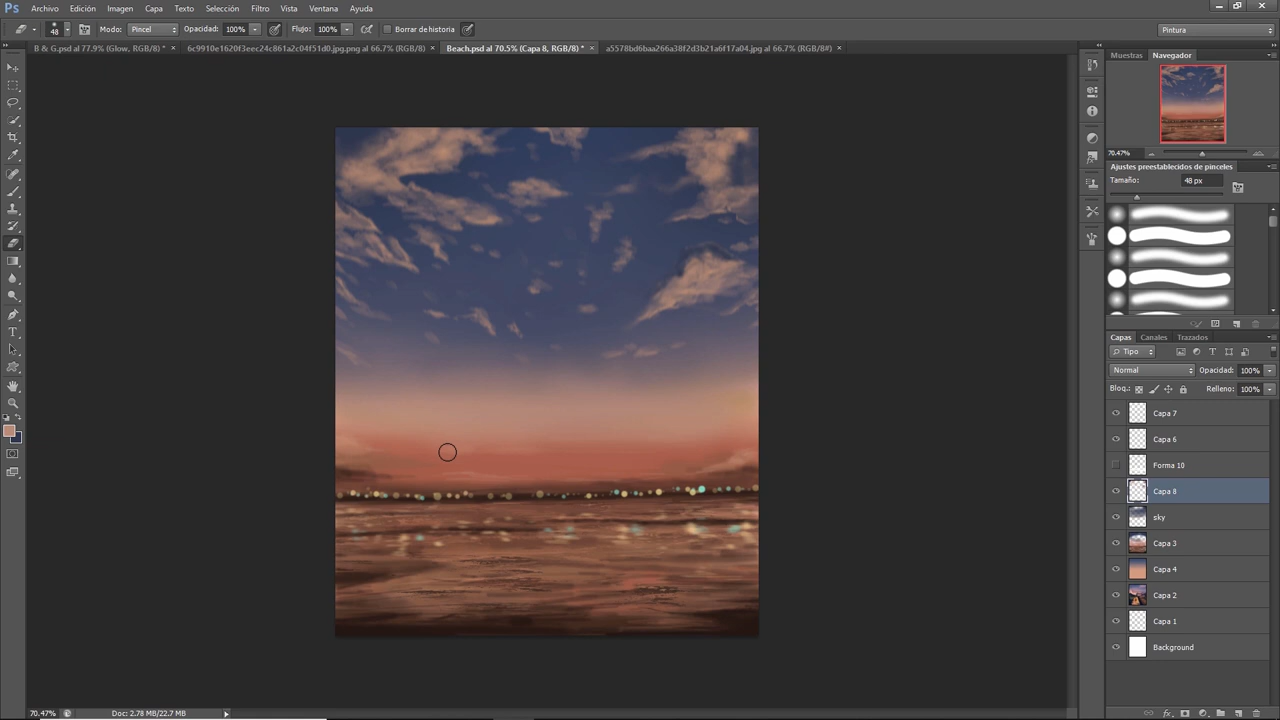 Ps Archivo Edición Imagen Capa Texto Selección Filtro Vista Ventana Ayuda
48 Modo: Pincel Opacidad: 100% Flujo: 100% Borrar de historia Pintura
B & G.psd al 77.9% (Glow, RGB/8) * × 6c9910e1620f3eec24c861a2c04f51d0.jpg.png al 66.7% (RGB/8) × Beach.psd al 70.5% (Capa 8, RGB/8) * × a5578bd6baa266a38f2d3b21a6f17a04.jpg al 66.7% (RGB/8#) ×
Muestras Navegador
70.47%
Ajustes preestablecidos de pinceles
Tamaño: 48 px
Capas Canales Trazados
Tipo
Normal Opacidad: 100%
Bloq.: Relleno: 100%
Capa 7
Capa 6
Forma 10
Capa 8
sky
Capa 3
Capa 4
Capa 2
Capa 1
Background
70.47% Doc: 2.78 MB/22.7 MB